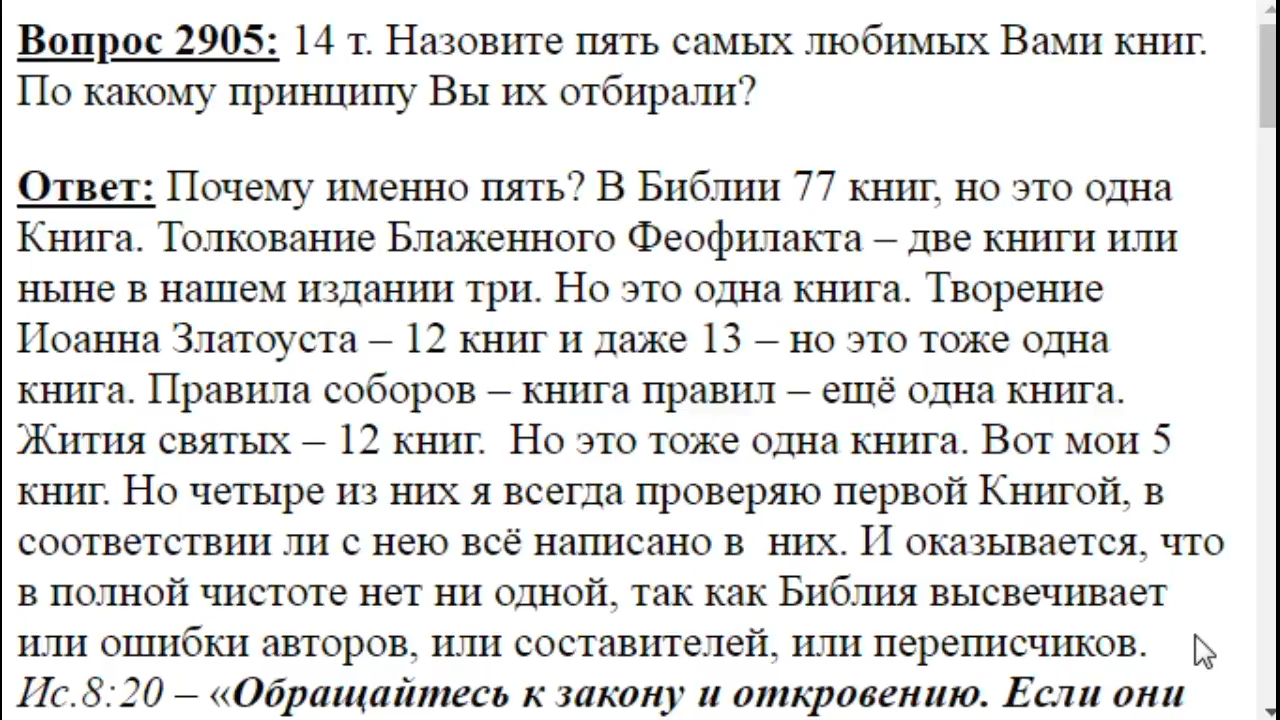 Вопрос 2905: 14 т. Назовите пять самых любимых Вами книг.
По какому принципу Вы их отбирали?
Ответ: Почему именно пять? В Библии 77 книг, но это одна
Книга. Толкование Блаженного Феофилакта – две книги или
ныне в нашем издании три. Но это одна книга. Творение
Иоанна Златоуста – 12 книг и даже 13 – но это тоже одна
книга. Правила соборов – книга правил – ещё одна книга.
Жития святых – 12 книг.  Но это тоже одна книга. Вот мои 5
книг. Но четыре из них я всегда проверяю первой Книгой, в
соответствии ли с нею всё написано в  них. И оказывается, что
в полной чистоте нет ни одной, так как Библия высвечивает
или ошибки авторов, или составителей, или переписчиков.
Ис.8:20 – «Обращайтесь к закону и откровению. Если они